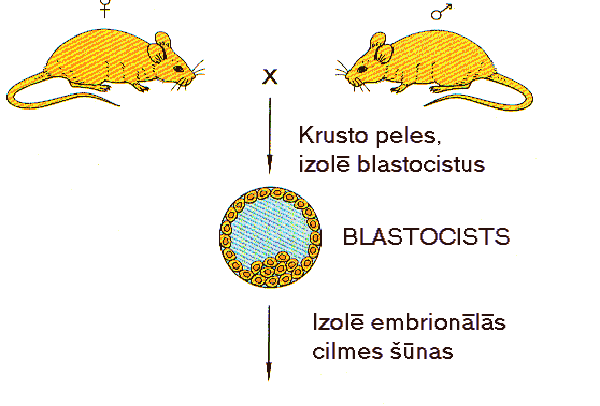 ♀ ♂
x
Krusto peles,
izolē blastocistus
BLASTOCISTS
Izolē embrionālās
cilmes šūnas